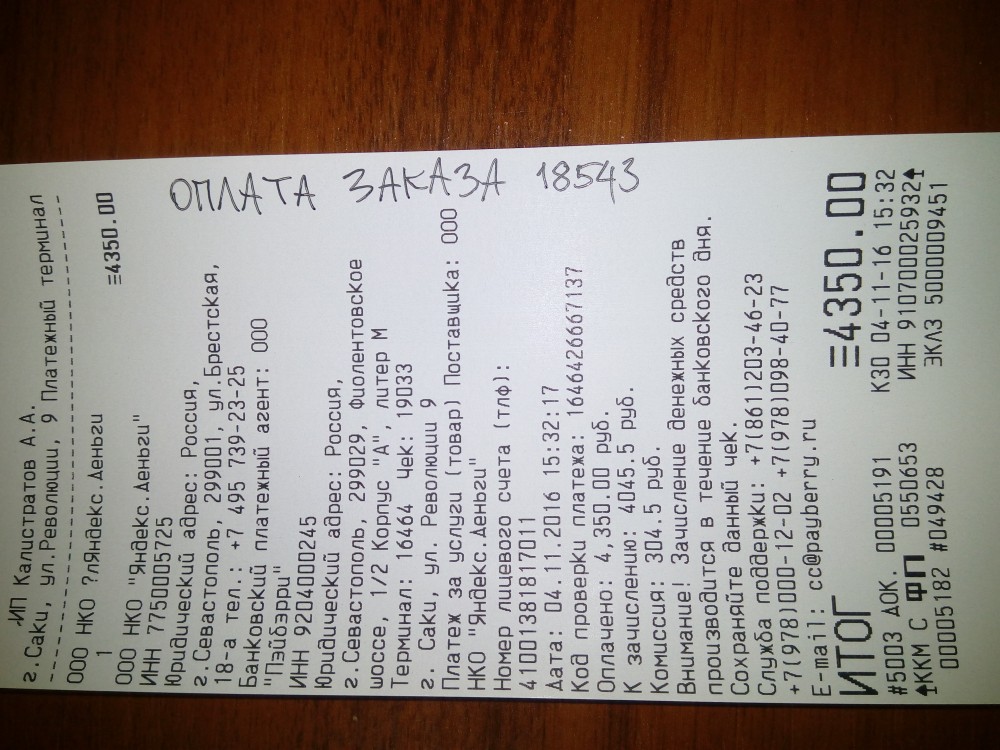 ИП Калистратов А.А.
г.Саки, ул.Революции, 9 Платежный терминал
ООО НКО ?лЯндекс.Деньги
1 ≡4350.00
ООО НКО "Яндекс.Деньги"
ИНН 7750005725
Юридический адрес: Россия,
г.Севастополь, 299001, ул.Брестская,
18-а тел.: +7 495 739-23-25
Банковский платежный агент: ООО
"Пэйбэрри"
ИНН 9204000245
Юридический адрес: Россия,
г.Севастополь, 299029, Фиолентовское
шоссе, 1/2 Корпус "А", литер М
Терминал: 16464 чек: 19033
г. Саки, ул. Революции 9
Платеж за услуги (товар) Поставщика: ООО
НКО "Яндекс.Деньги"
Номер лицевого счета (тлф):
410013818170​11
Дата: 04.11.2016 15:32:17
Код проверки платежа: 1646426667137
Оплачено: 4,350.00 руб.
К зачислению: 4045.5 руб.
Комиссия: 304.5 руб.
Внимание! Зачисление денежных средств
производится в течение банковского дня.
Сохраняйте данный чек.
Служба поддержки: +7(861)203-46-23
+7(978)000-12-02 +7(978)098-40-77
E-mail: cc@payberry.ru
ИТОГ ≡4350.00
#5003 ДОК. 00005191 К30 04-11-16 15:32
ККМ С ФП 0550653 ИНН 910700025932
00005182 #049428 ЭКЛЗ 5000009451
ОПЛАТА ЗАКАЗА 18543